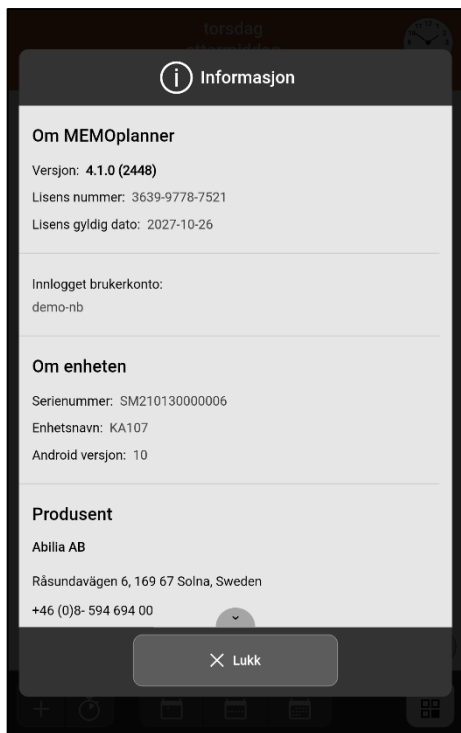 torsdag
ettermiddag
Informasjon
Om MEMOplanner
Versjon: 4.1.0 (2448)
Lisens nummer: 3639-9778-7521
Lisens gyldig dato: 2027-10-26
Innlogget brukerkonto:
demo-nb
Om enheten
Serienummer: SM210130000006
Enhetsnavn: KA107
Android versjon: 10
Produsent
Abilia AB
Råsundavägen 6, 169 67 Solna, Sweden
+46 (0)8- 594 694 00
Lukk